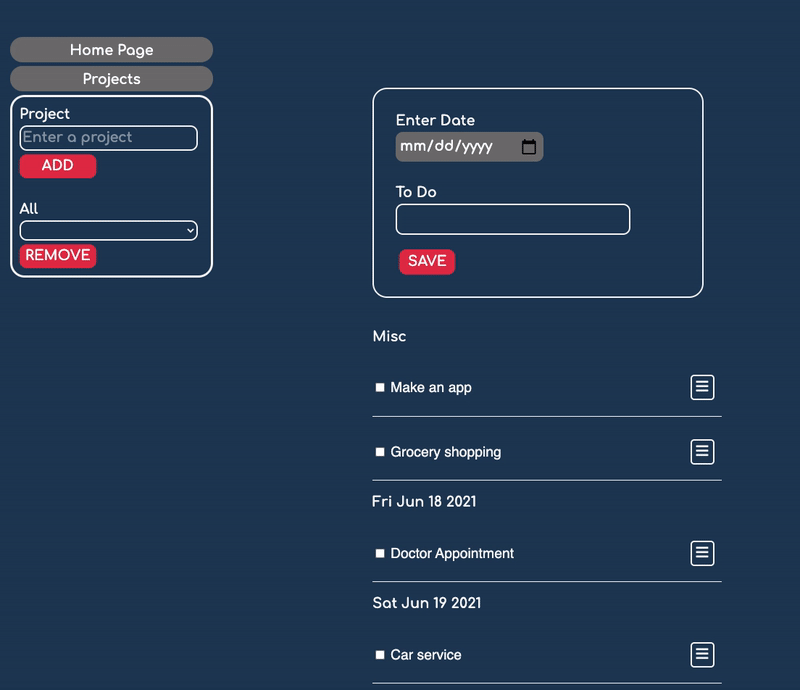 Home Page
Projects
Project
Enter a project
ADD
All
REMOVE
Enter Date
mm/dd/yyyy
To Do
SAVE
Misc
Make an app
Grocery shopping
Fri Jun 18 2021
Doctor Appointment
Sat Jun 19 2021
Car service